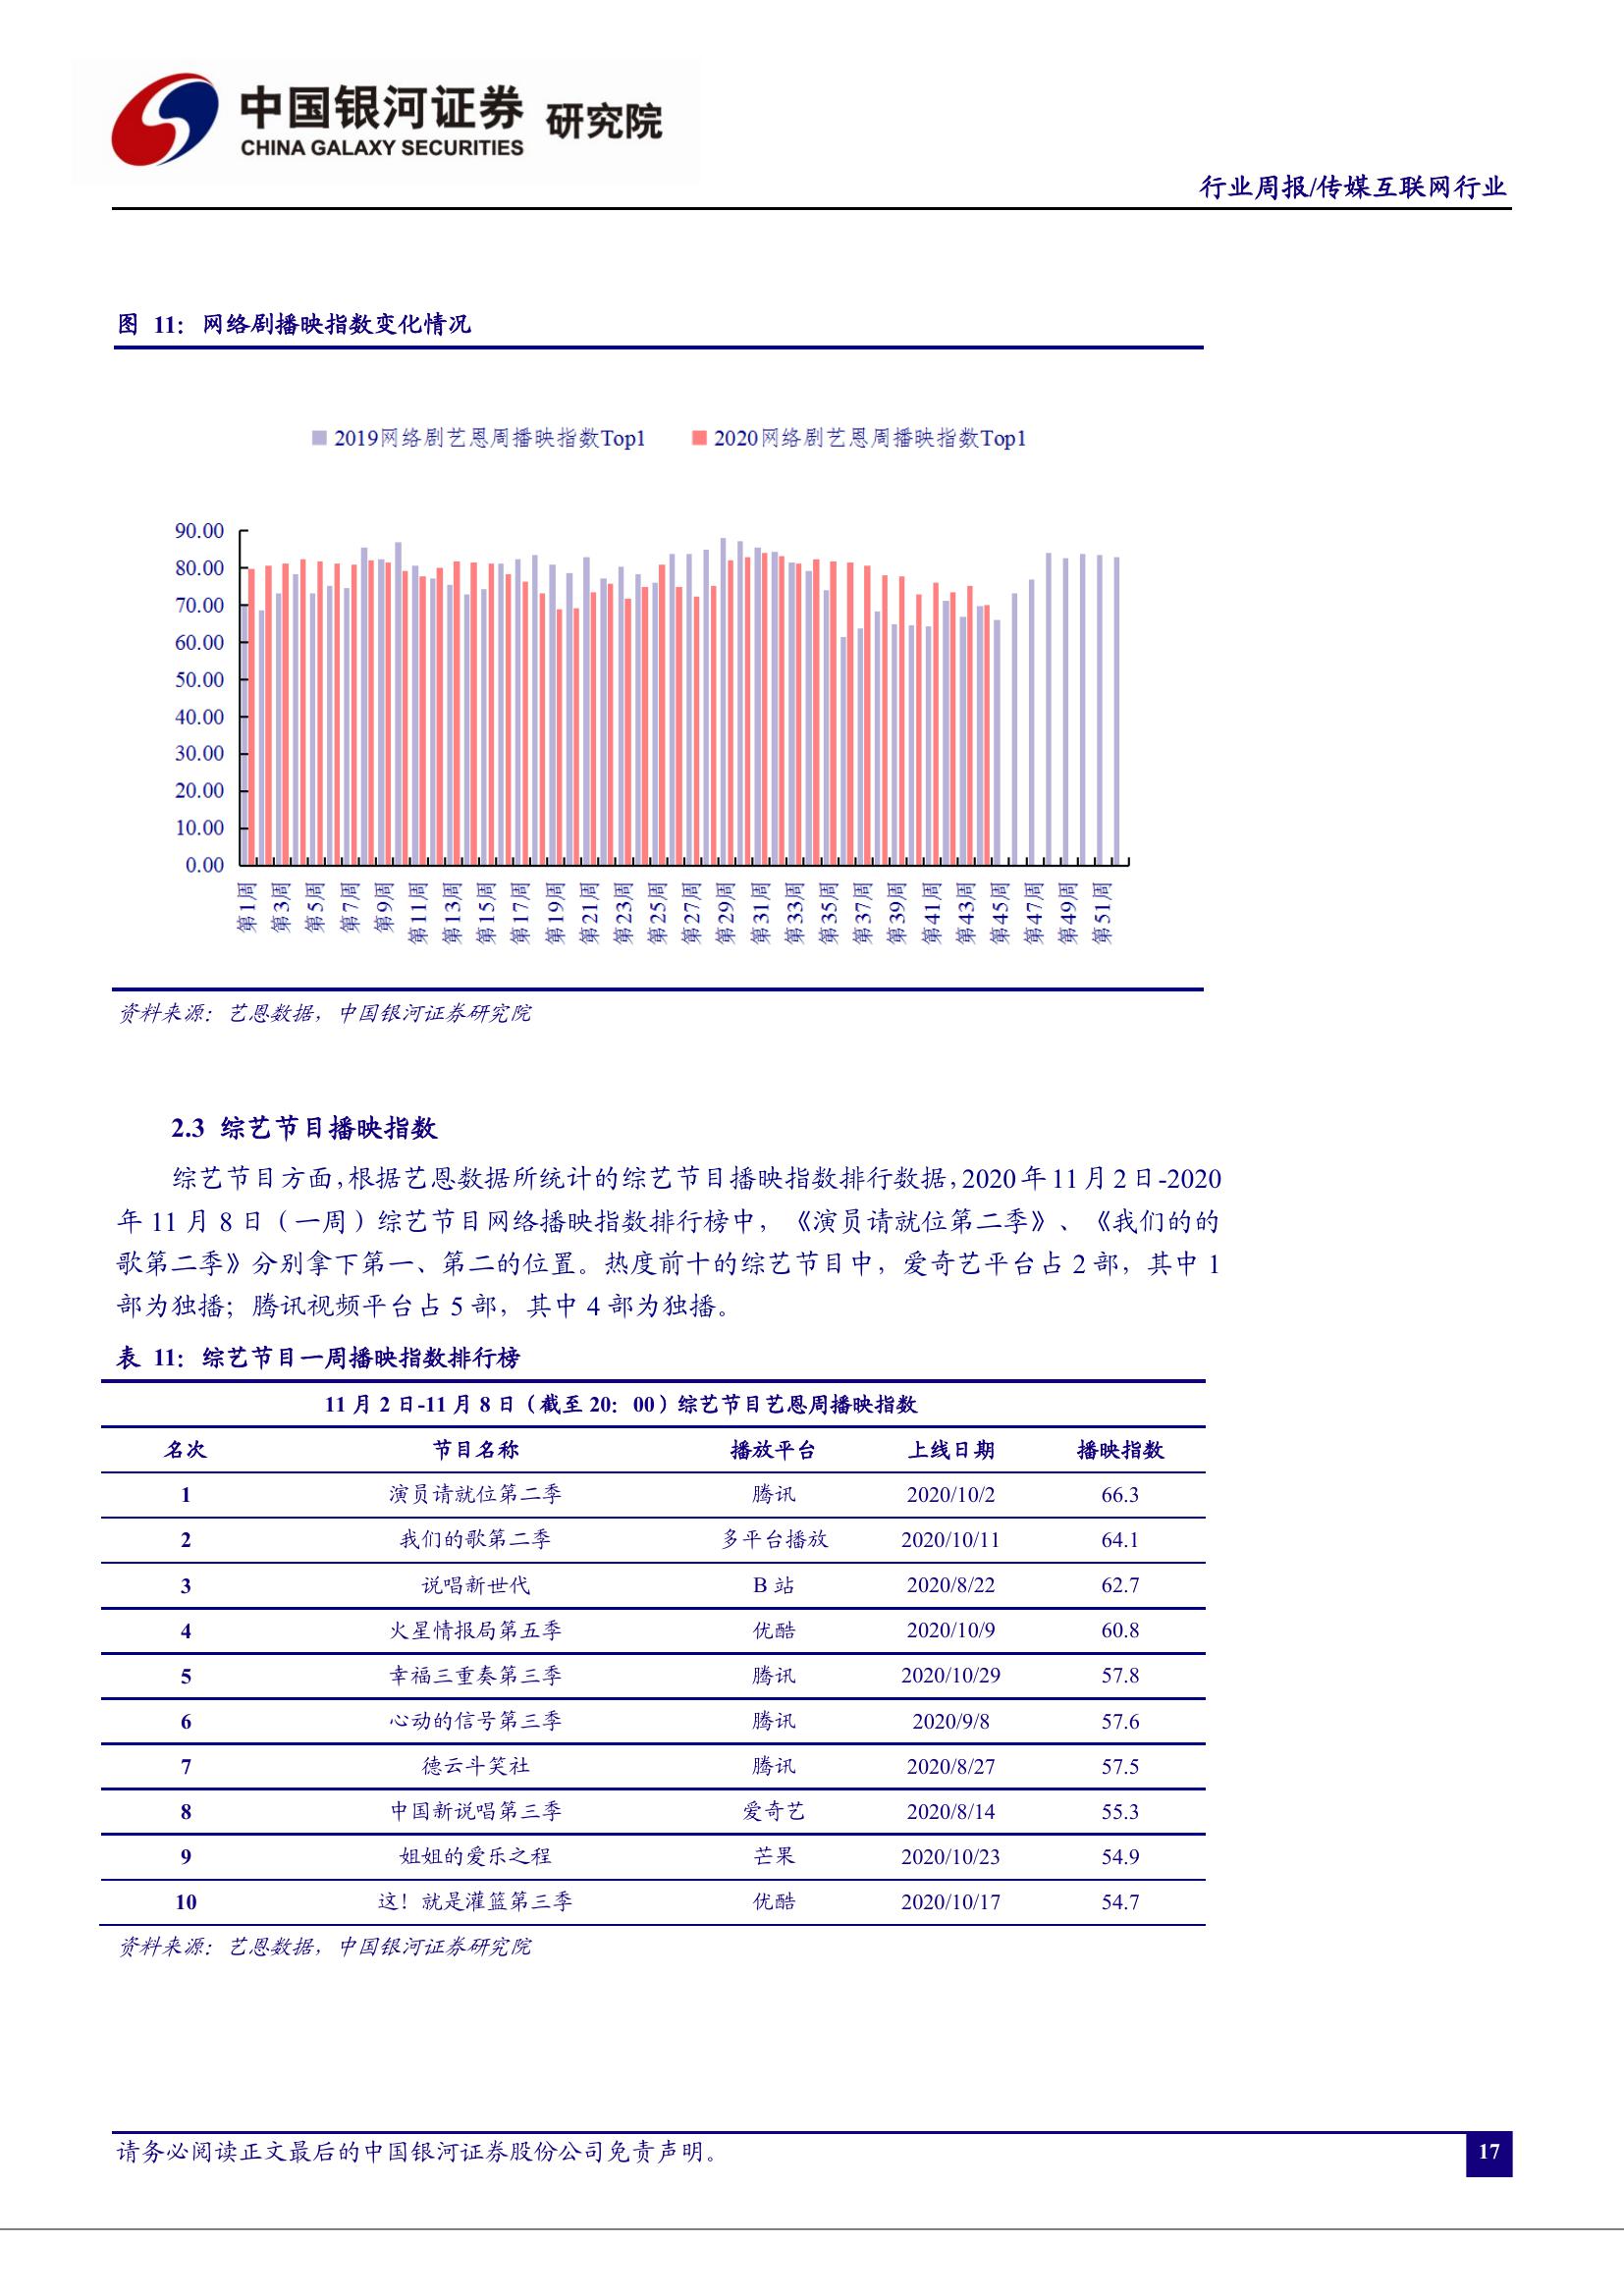 中国银河证券 研究院
CHINA GALAXY SECURITIES
行业周报/传媒互联网行业
图 11：网络剧播映指数变化情况
2019网络剧艺恩周播映指数Top1 2020网络剧艺恩周播映指数Top1
90.00
80.00
70.00
60.00
50.00
40.00
30.00
20.00
10.00
0.00
第1周 第3周 第5周 第7周 第9周 第11周 第13周 第15周 第17周 第19周 第21周 第23周 第25周 第27周 第29周 第31周 第33周 第35周 第37周 第39周 第41周 第43周 第45周 第47周 第49周 第51周
资料来源：艺恩数据，中国银河证券研究院
2.3 综艺节目播映指数
综艺节目方面，根据艺恩数据所统计的综艺节目播映指数排行数据，2020年11月2日-2020
年 11 月 8 日（一周）综艺节目网络播映指数排行榜中，《演员请就位第二季》、《我们的的
歌第二季》分别拿下第一、第二的位置。热度前十的综艺节目中，爱奇艺平台占 2 部，其中 1
部为独播；腾讯视频平台占 5 部，其中 4 部为独播。
表 11：综艺节目一周播映指数排行榜
11 月 2 日-11 月 8 日（截至 20：00）综艺节目艺恩周播映指数
名次 节目名称 播放平台 上线日期 播映指数
1 演员请就位第二季 腾讯 2020/10/2 66.3
2 我们的歌第二季 多平台播放 2020/10/11 64.1
3 说唱新世代 B 站 2020/8/22 62.7
4 火星情报局第五季 优酷 2020/10/9 60.8
5 幸福三重奏第三季 腾讯 2020/10/29 57.8
6 心动的信号第三季 腾讯 2020/9/8 57.6
7 德云斗笑社 腾讯 2020/8/27 57.5
8 中国新说唱第三季 爱奇艺 2020/8/14 55.3
9 姐姐的爱乐之程 芒果 2020/10/23 54.9
10 这！就是灌篮第三季 优酷 2020/10/17 54.7
资料来源：艺恩数据，中国银河证券研究院
请务必阅读正文最后的中国银河证券股份公司免责声明。
17